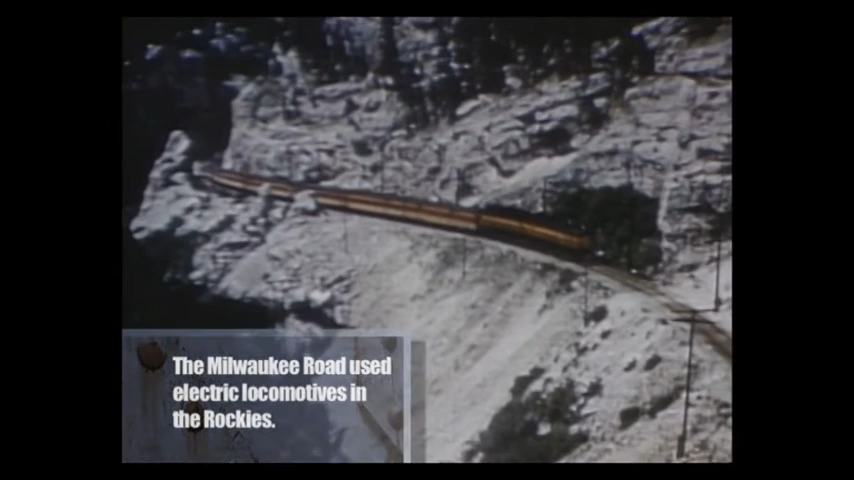 The Milwaukee Road used
electric locomotives in
the Rockies.